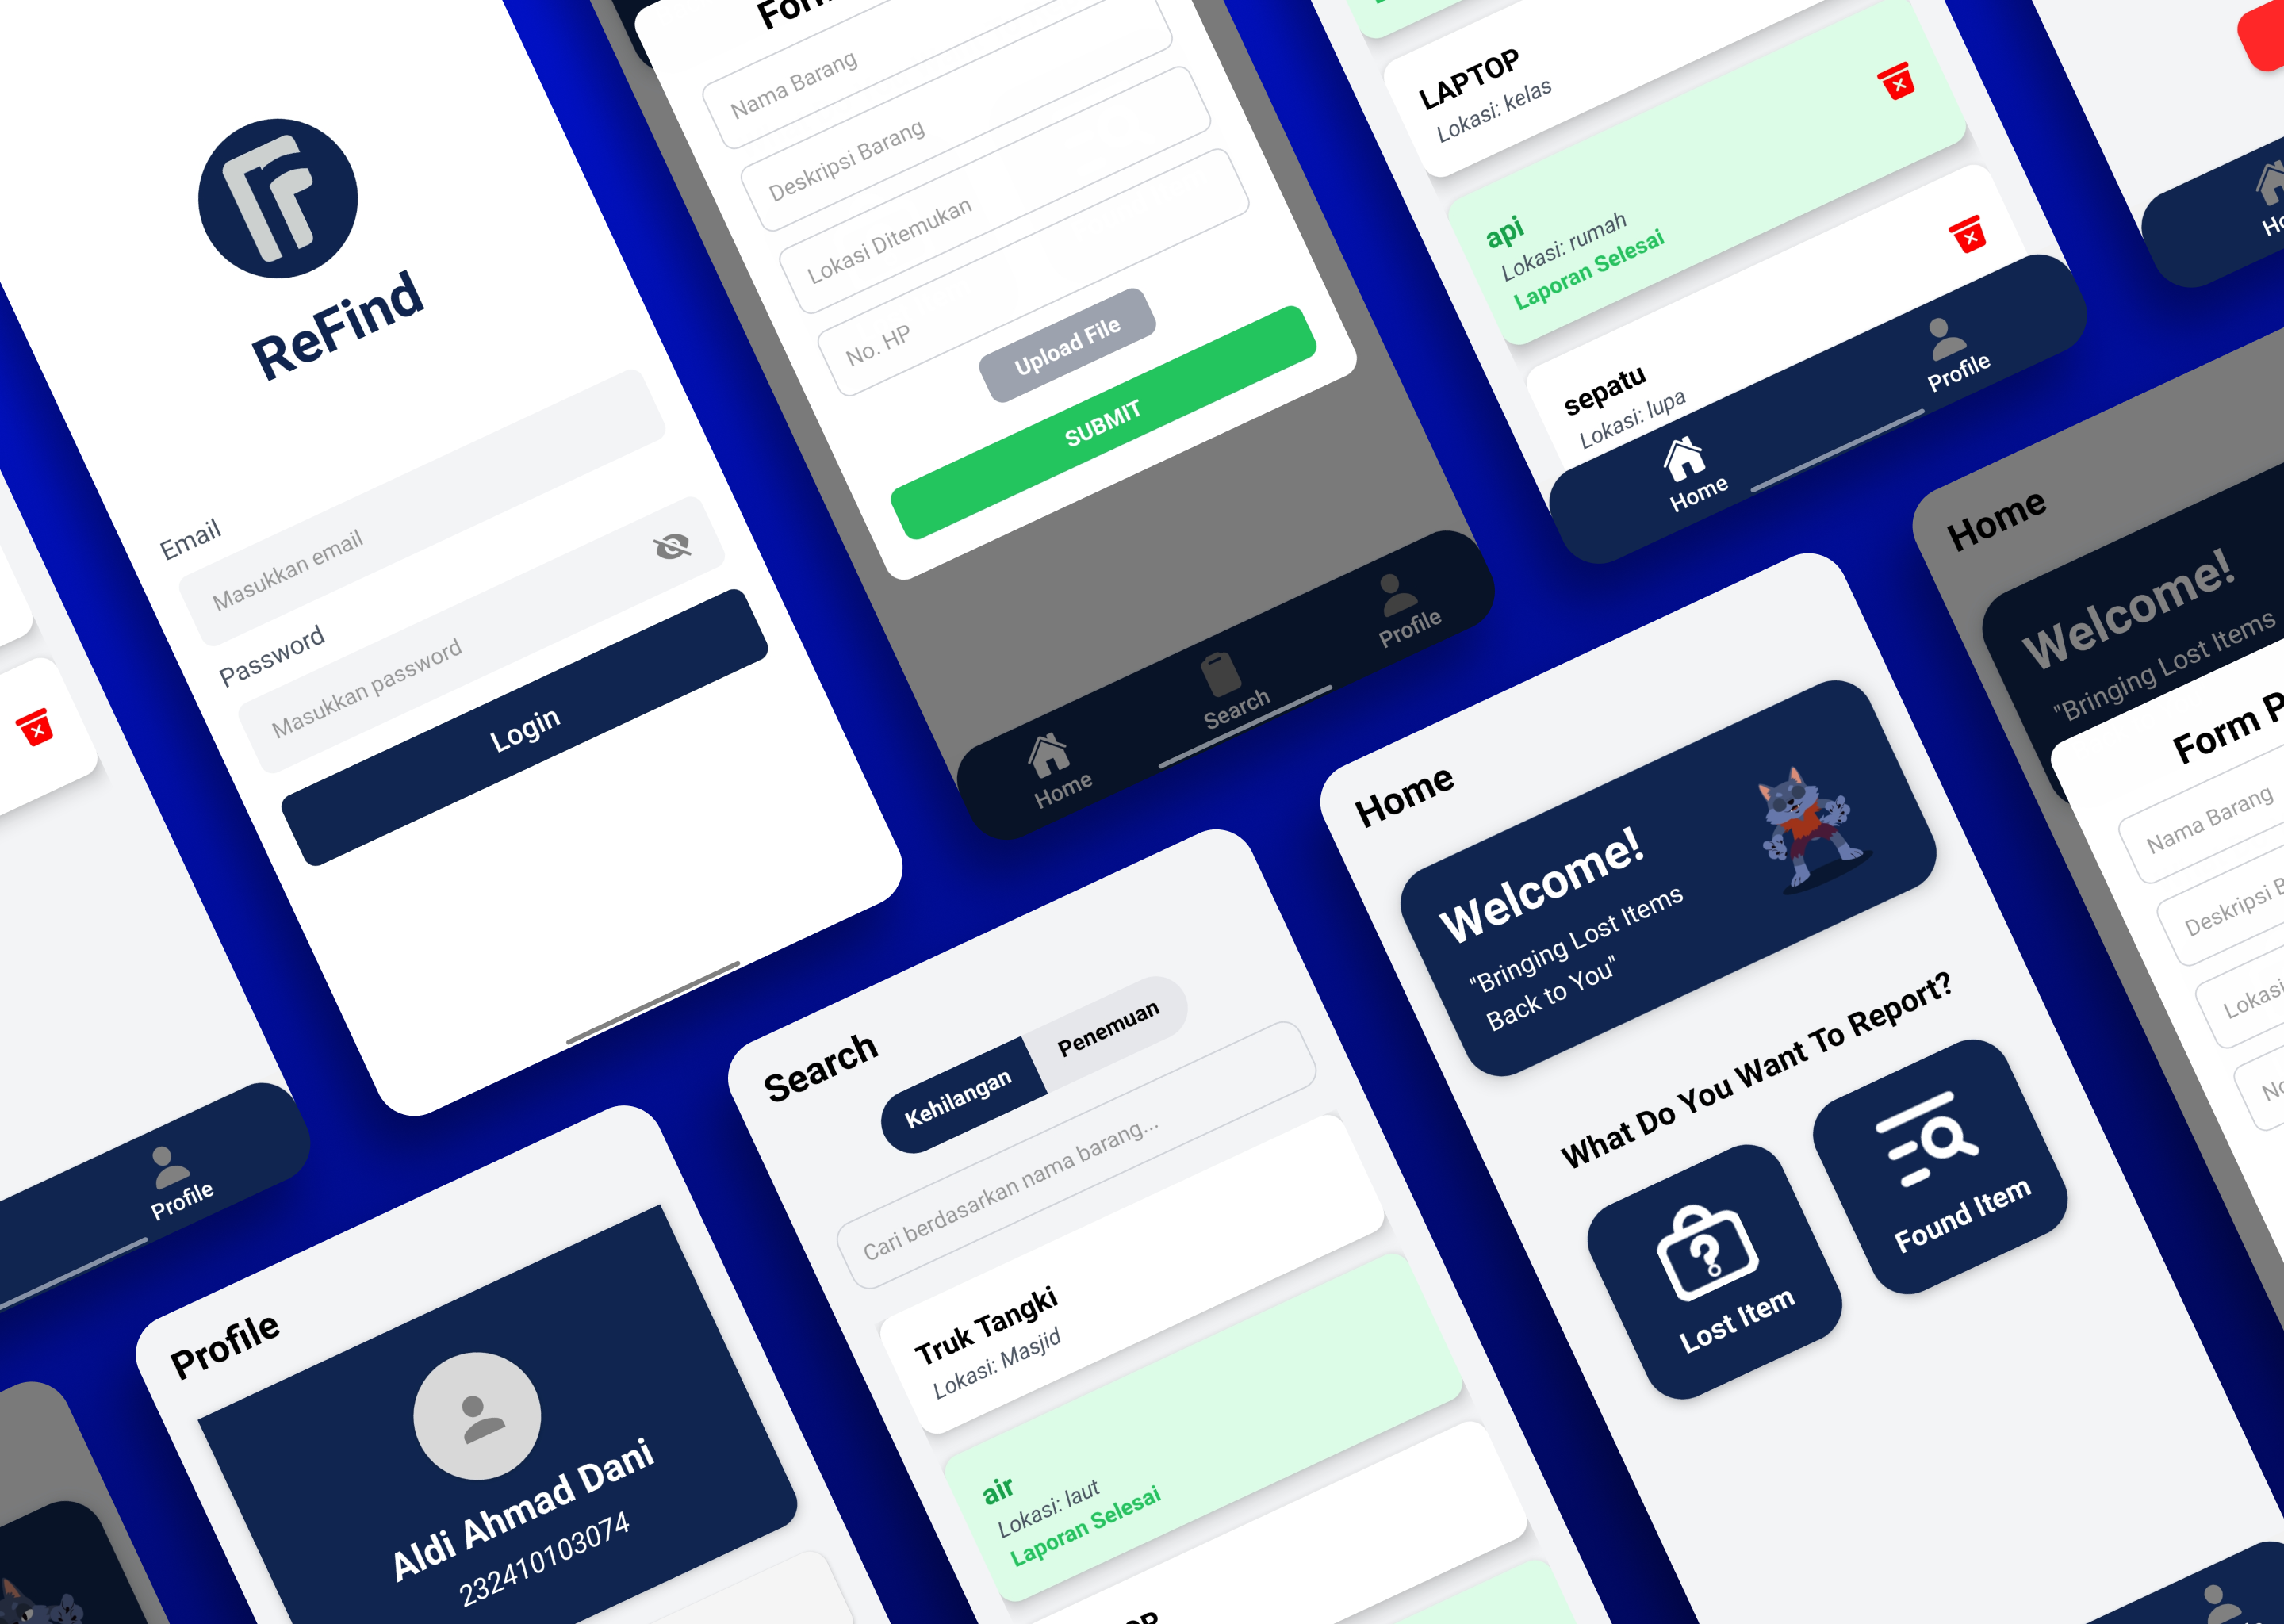 ReFind
Email
Masukkan email
Password
Masukkan password
Login
Nama Barang
Deskripsi Barang
Lokasi Ditemukan
No. HP
Upload File
SUBMIT
Home
Search
Profile
LAPTOP
Lokasi: kelas
api
Lokasi: rumah
Laporan Selesai
sepatu
Lokasi: lupa
Home
Profile
Home
Welcome!
"Bringing Lost Items
Form P
Nama Barang
Deskripsi B
Lokasi
Profile
Profile
Aldi Ahmad Dani
232410103074
Search
Kehilangan
Penemuan
Cari berdasarkan nama barang...
Truk Tangki
Lokasi: Masjid
air
Lokasi: laut
Laporan Selesai
Home
Welcome!
"Bringing Lost Items
Back to You"
What Do You Want To Report?
Lost Item
Found Item